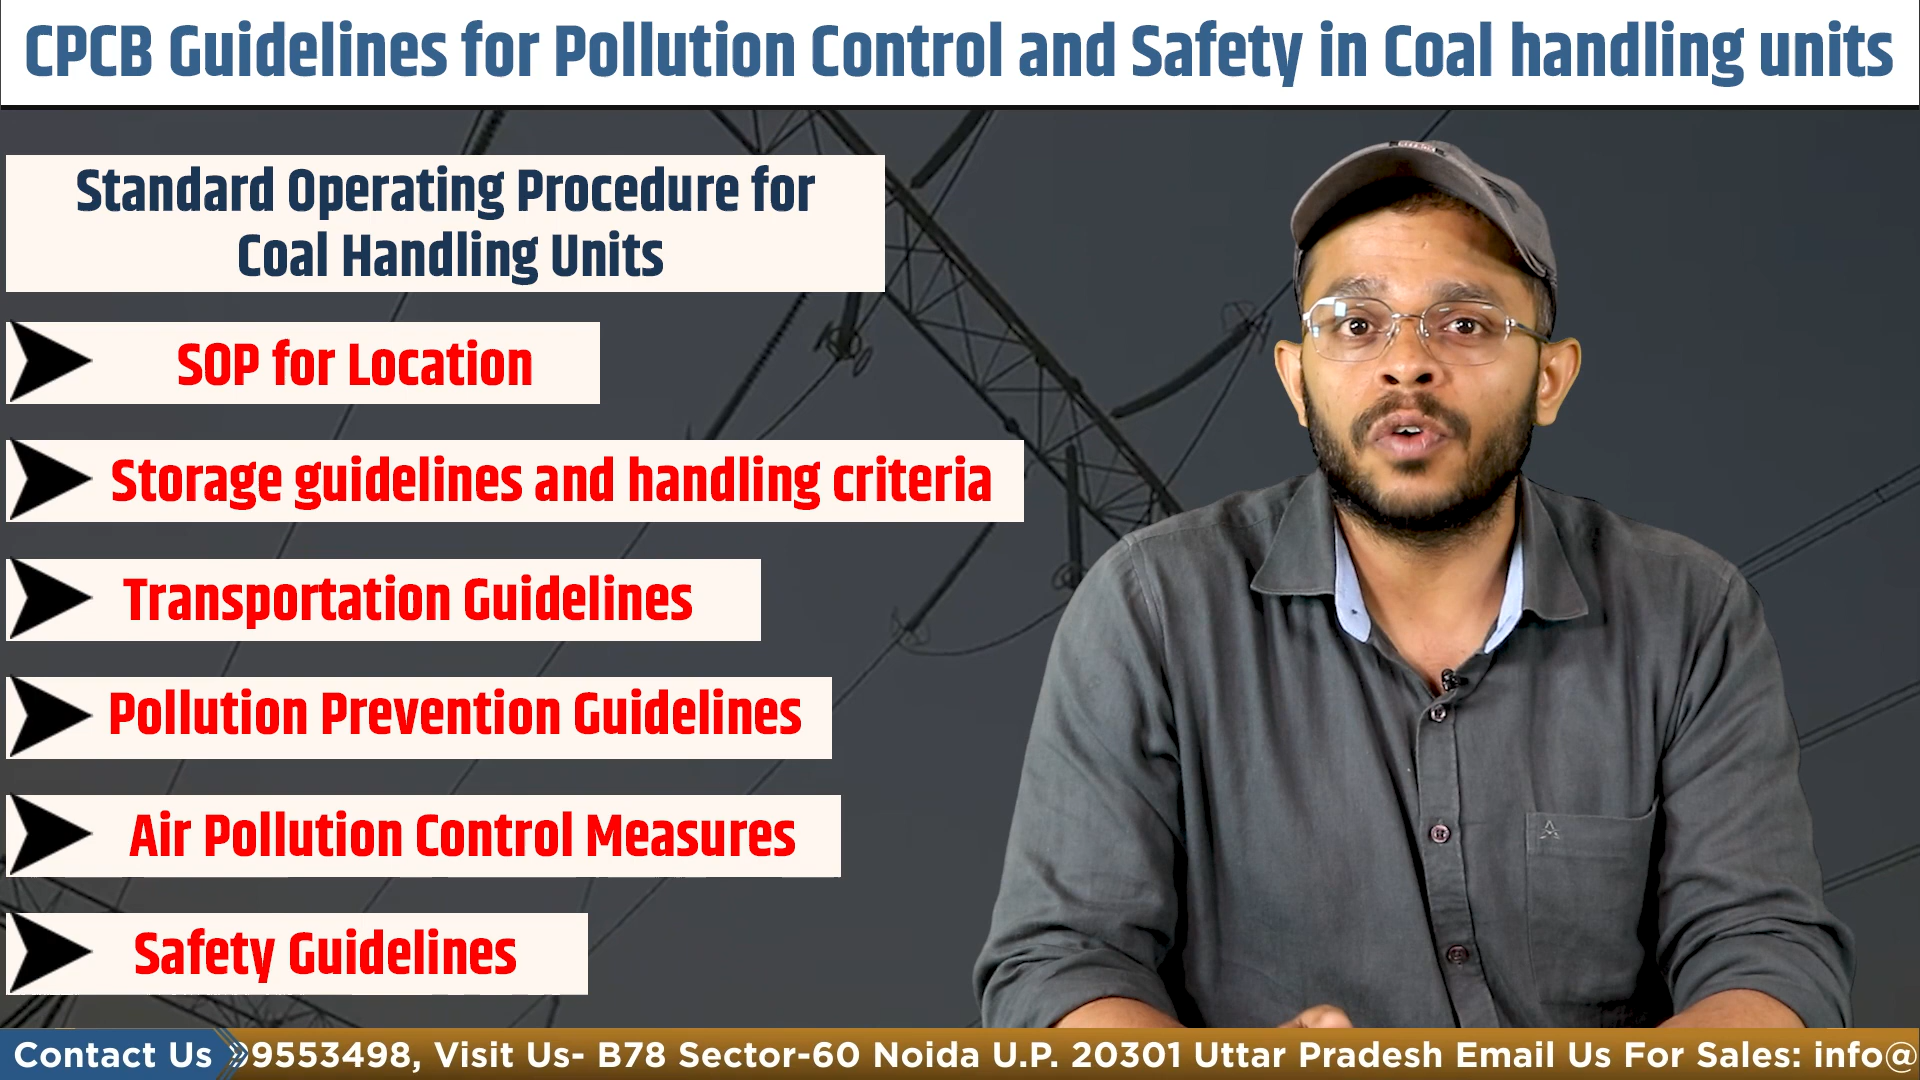 CPCB Guidelines for Pollution Control and Safety in Coal handling units
Standard Operating Procedure for
Coal Handling Units
SOP for Location
Storage guidelines and handling criteria
Transportation Guidelines
Pollution Prevention Guidelines
Air Pollution Control Measures
Safety Guidelines
Contact Us 9553498, Visit Us- B78 Sector-60 Noida U.P. 20301 Uttar Pradesh Email Us For Sales: info@